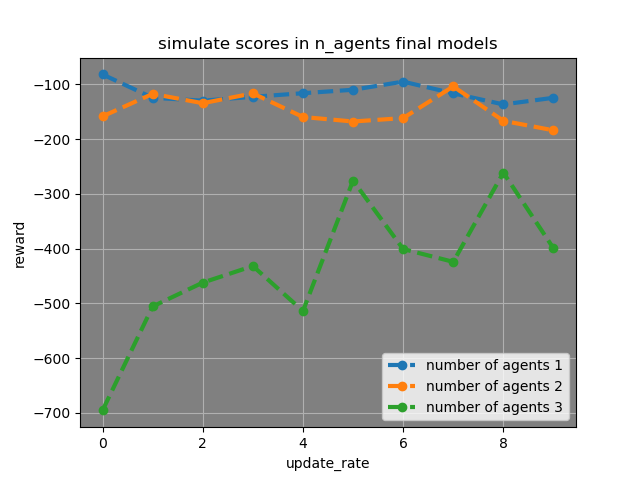 simulate scores in n_agents final models
reward
−100
−200
−300
−400
−500
−600
−700
number of agents 1
number of agents 2
number of agents 3
0
2
4
6
8
update_rate